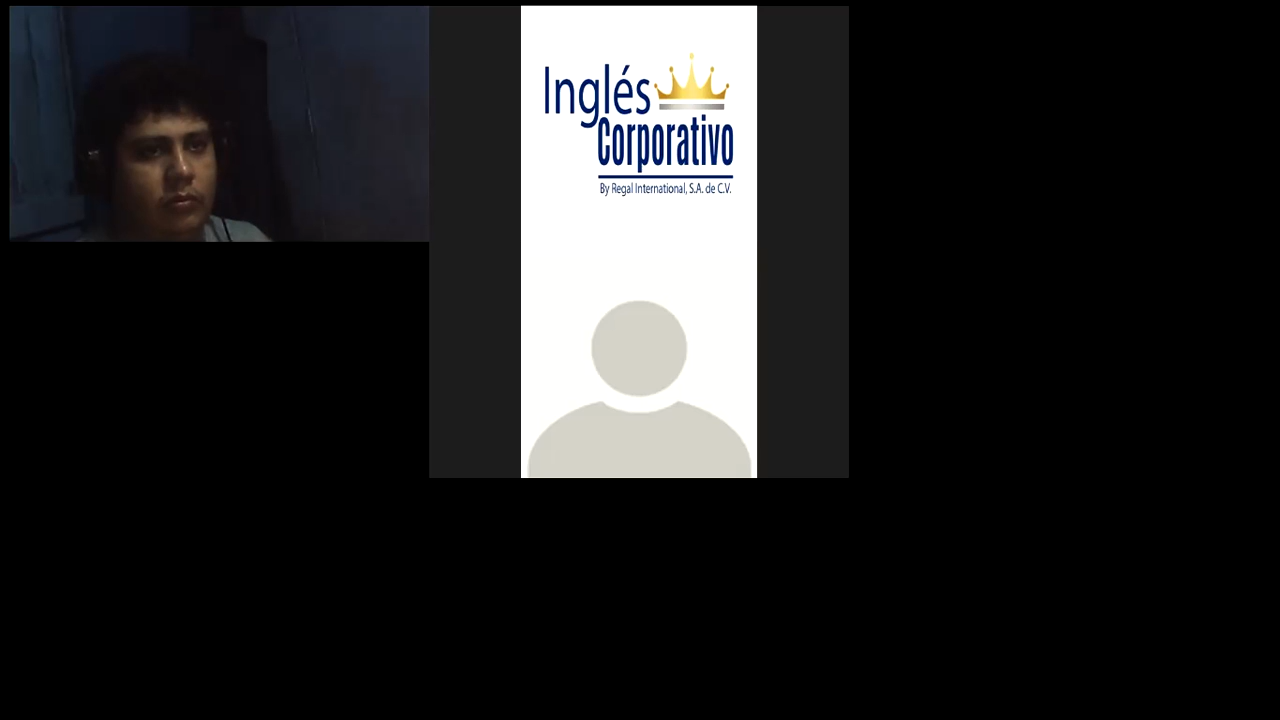 Inglés
Corporativo
By Regal International, S.A. de C.V.